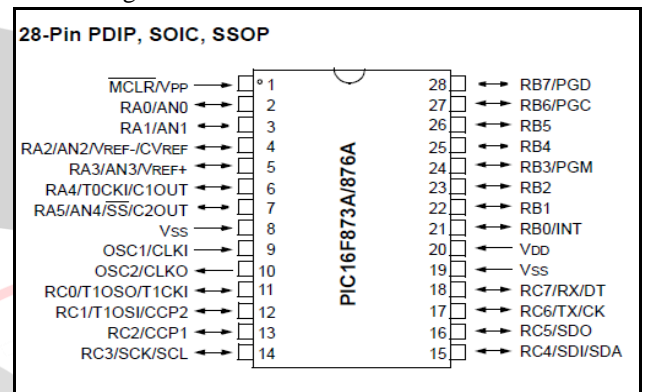 28-Pin PDIP, SOIC, SSOP
MCLR/VPP 1 28 RB7/PGD
RA0/AN0 2 27 RB6/PGC
RA1/AN1 3 26 RB5
RA2/AN2/VREF-/CVREF 4 25 RB4
RA3/AN3/VREF+ 5 24 RB3/PGM
RA4/T0CKI/C1OUT 6 23 RB2
RA5/AN4/SS/C2OUT 7 22 RB1
VSS 8 21 RB0/INT
OSC1/CLKI 9 20 VDD
OSC2/CLKO 10 19 VSS
RC0/T1OSO/T1CKI 11 18 RC7/RX/DT
RC1/T1OSI/CCP2 12 17 RC6/TX/CK
RC2/CCP1 13 16 RC5/SDO
RC3/SCK/SCL 14 15 RC4/SDI/SDA
PIC16F873A/876A